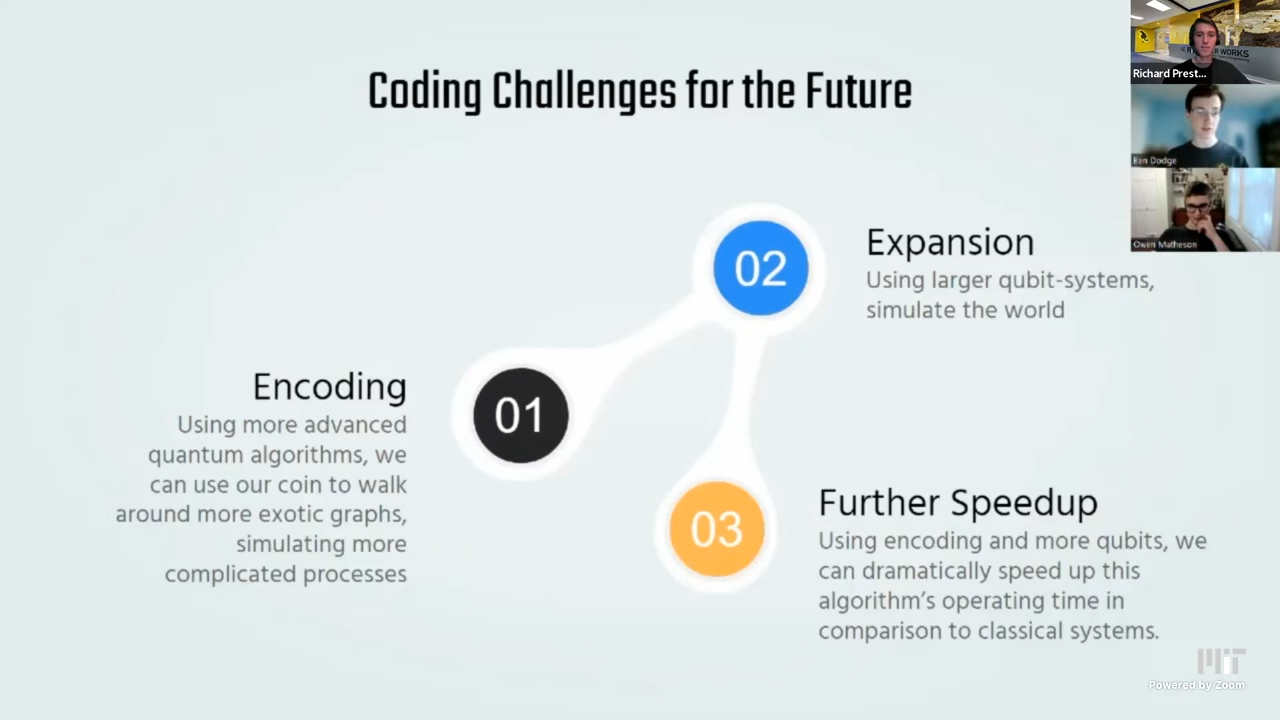 Coding Challenges for the Future
Richard Prest...
Ben Dodge
Owen Matheson
01
Encoding
Using more advanced
quantum algorithms, we
can use our coin to walk
around more exotic graphs,
simulating more
complicated processes
02
Expansion
Using larger qubit-systems,
simulate the world
03
Further Speedup
Using encoding and more qubits, we
can dramatically speed up this
algorithm's operating time in
comparison to classical systems.
MIT
Powered by Zoom